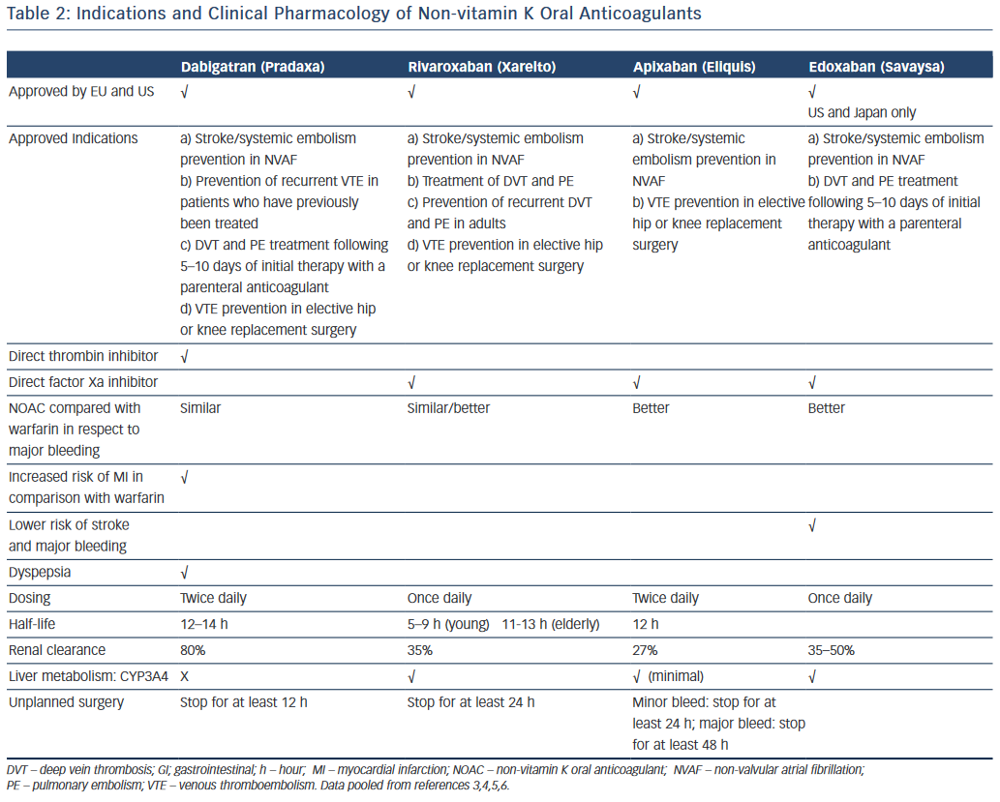 Table 2: Indications and Clinical Pharmacology of Non-vitamin K Oral Anticoagulants
Dabigatran (Pradaxa) Rivaroxaban (Xarelto) Apixaban (Eliquis) Edoxaban (Savaysa)
Approved by EU and US √ √ √ √
US and Japan only
Approved Indications
a) Stroke/systemic embolism
prevention in NVAF
b) Prevention of recurrent VTE in
patients who have previously
been treated
c) DVT and PE treatment following
5–10 days of initial therapy with a
parenteral anticoagulant
d) VTE prevention in elective hip
or knee replacement surgery
a) Stroke/systemic embolism
prevention in NVAF
b) Treatment of DVT and PE
c) Prevention of recurrent DVT
and PE in adults
d) VTE prevention in elective hip
or knee replacement surgery
a) Stroke/systemic
embolism prevention in
NVAF
b) VTE prevention in elective
hip or knee replacement
surgery
a) Stroke/systemic embolism
prevention in NVAF
b) DVT and PE treatment
following 5–10 days of initial
therapy with a parenteral
anticoagulant
Direct thrombin inhibitor √
Direct factor Xa inhibitor √ √ √
NOAC compared with
warfarin in respect to
major bleeding
Similar Similar/better Better Better
Increased risk of MI in
comparison with warfarin
√
Lower risk of stroke
and major bleeding
√
Dyspepsia √
Dosing Twice daily Once daily Twice daily Once daily
Half-life 12–14 h 5–9 h (young) 11-13 h (elderly) 12 h
Renal clearance 80% 35% 27% 35–50%
Liver metabolism: CYP3A4 X √ √ (minimal) √
Unplanned surgery Stop for at least 12 h Stop for at least 24 h
Minor bleed: stop for at
least 24 h; major bleed: stop
for at least 48 h
DVT – deep vein thrombosis; GI; gastrointestinal; h – hour; MI – myocardial infarction; NOAC – non-vitamin K oral anticoagulant; NVAF – non-valvular atrial fibrillation;
PE – pulmonary embolism; VTE – venous thromboembolism. Data pooled from references 3,4,5,6.